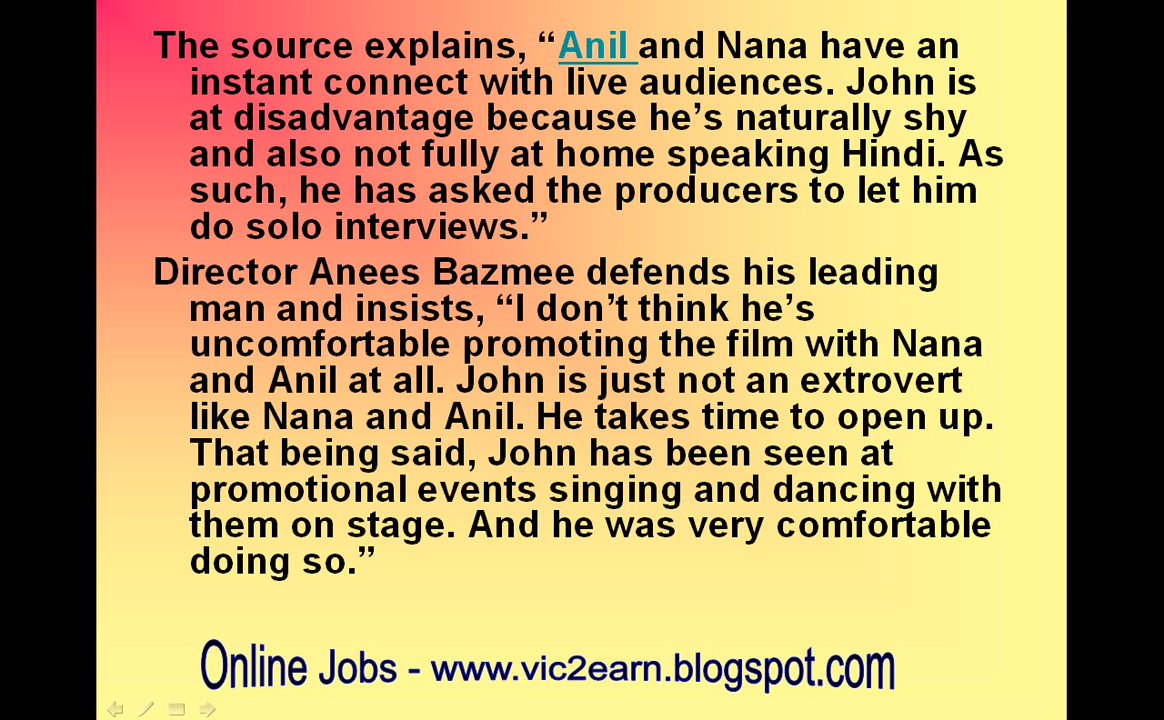 The source explains, “Anil and Nana have an
instant connect with live audiences. John is
at disadvantage because he’s naturally shy
and also not fully at home speaking Hindi. As
such, he has asked the producers to let him
do solo interviews.”
Director Anees Bazmee defends his leading
man and insists, “I don’t think he’s
uncomfortable promoting the film with Nana
and Anil at all. John is just not an extrovert
like Nana and Anil. He takes time to open up.
That being said, John has been seen at
promotional events singing and dancing with
them on stage. And he was very comfortable
doing so.”
Online Jobs - www.vic2earn.blogspot.com